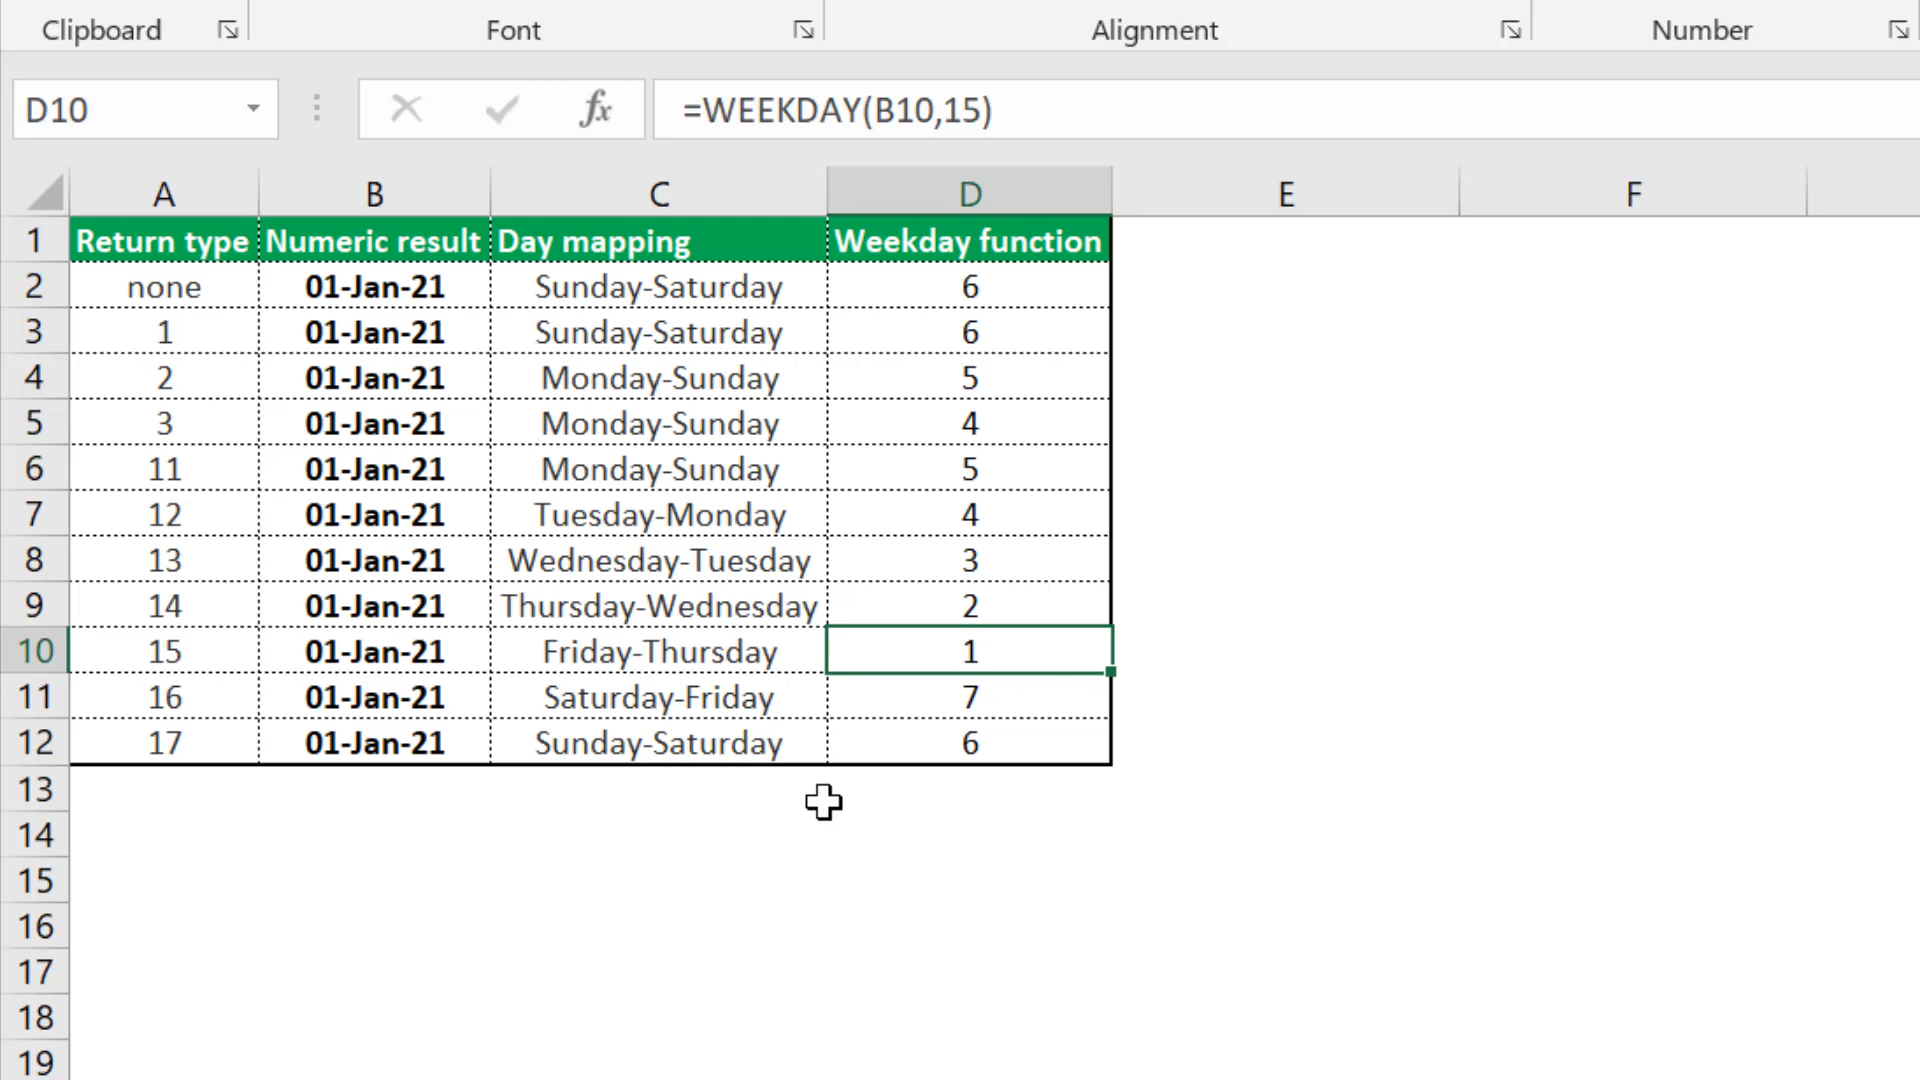 Clipboard Font Alignment Number
D10 fx =WEEKDAY(B10,15)
A B C D E F
1 Return type Numeric result Day mapping Weekday function
2 none 01-Jan-21 Sunday-Saturday 6
3 1 01-Jan-21 Sunday-Saturday 6
4 2 01-Jan-21 Monday-Sunday 5
5 3 01-Jan-21 Monday-Sunday 4
6 11 01-Jan-21 Monday-Sunday 5
7 12 01-Jan-21 Tuesday-Monday 4
8 13 01-Jan-21 Wednesday-Tuesday 3
9 14 01-Jan-21 Thursday-Wednesday 2
10 15 01-Jan-21 Friday-Thursday 1
11 16 01-Jan-21 Saturday-Friday 7
12 17 01-Jan-21 Sunday-Saturday 6
13
14
15
16
17
18
19